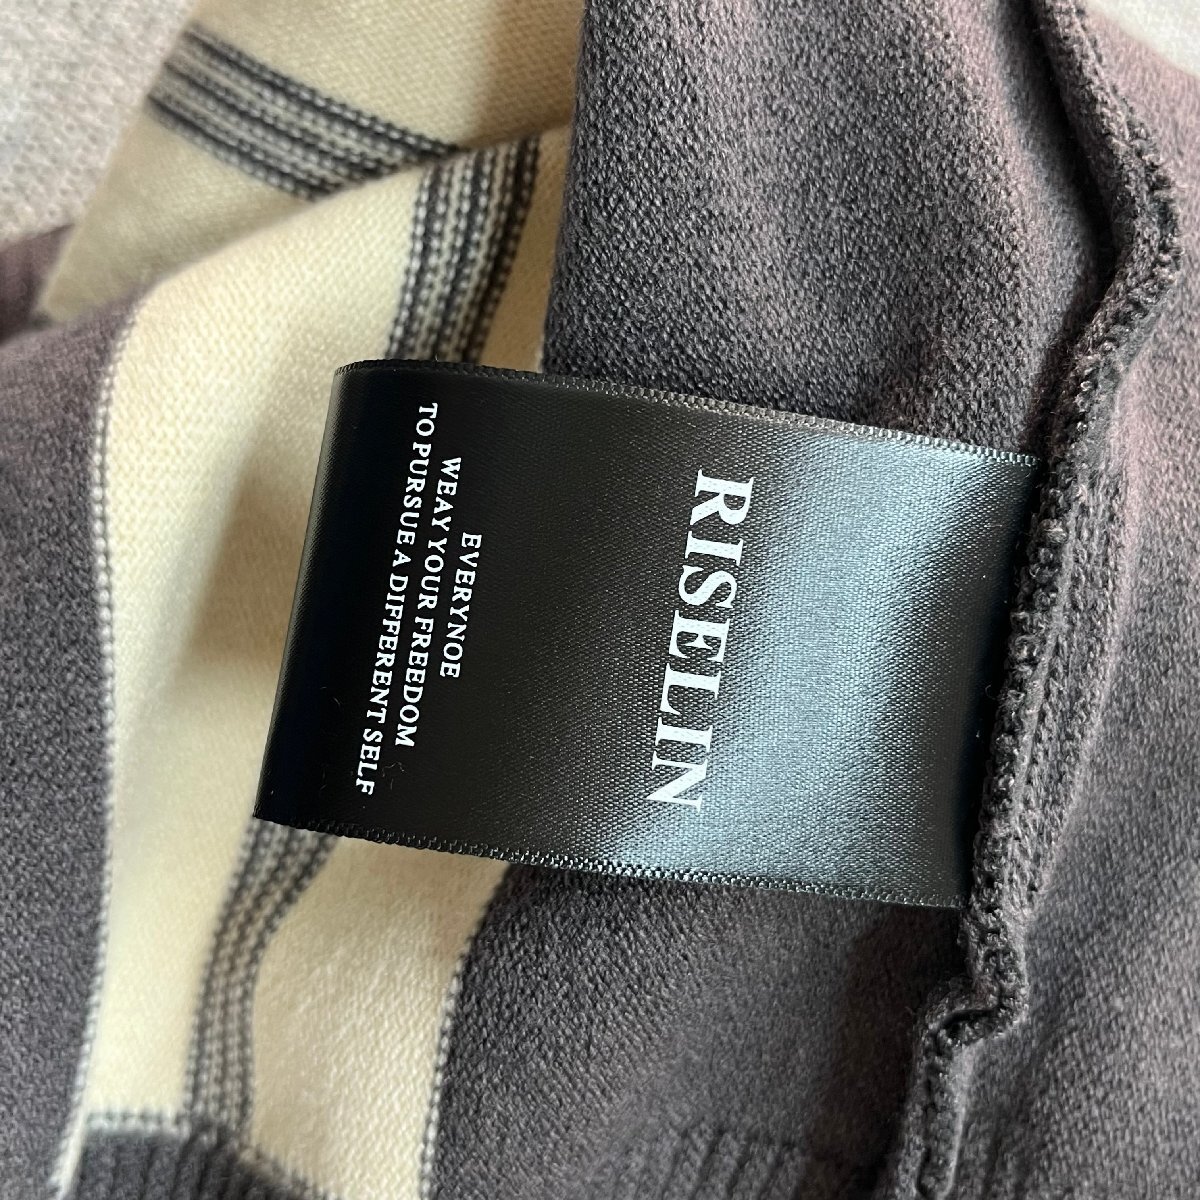 RISELIN
EVERYNOE
WEAY YOUR FREEDOM
TO PURSUE A DIFFERENT SELF